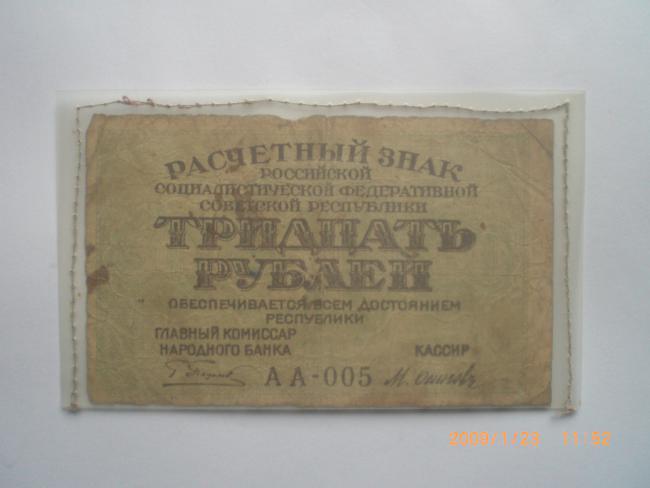 РАСЧЕТНЫЙ ЗНАК
РОССИЙСКОЙ
СОЦИАЛИСТИЧЕСКОЙ ФЕДЕРАТИВНОЙ
СОВЕТСКОЙ РЕСПУБЛИКИ
ТРИДЦАТЬ
РУБЛЕЙ
ОБЕСПЕЧИВАЕТСЯ ВСЕМ ДОСТОЯНИЕМ
РЕСПУБЛИКИ
ГЛАВНЫЙ КОМИССАР
НАРОДНОГО БАНКА КАССИР
АА-005
2009/1/23 11:52